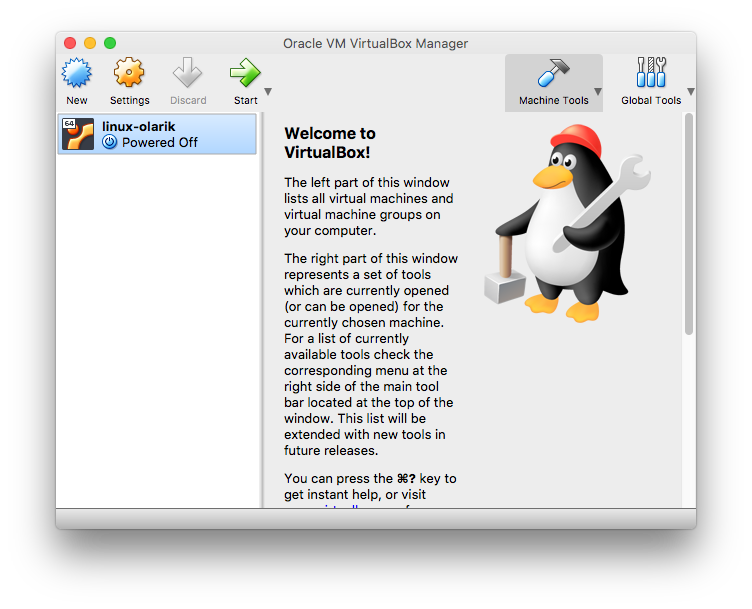 Oracle VM VirtualBox Manager
New
Settings
Discard
Start
Machine Tools
Global Tools
64
linux-olarik
Powered Off
Welcome to
VirtualBox!
The left part of this window
lists all virtual machines and
virtual machine groups on
your computer.
The right part of this window
represents a set of tools
which are currently opened
(or can be opened) for the
currently chosen machine.
For a list of currently
available tools check the
corresponding menu at the
right side of the main tool
bar located at the top of the
window. This list will be
extended with new tools in
future releases.
You can press the ⌘? key to
get instant help, or visit